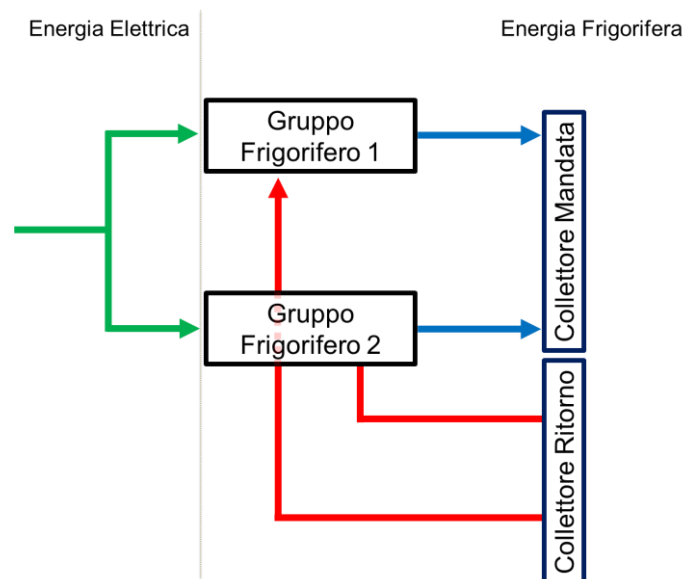 Energia Elettrica
Energia Frigorifera
Gruppo
Frigorifero 1
Collettore Mandata
Gruppo
Frigorifero 2
Collettore Ritorno